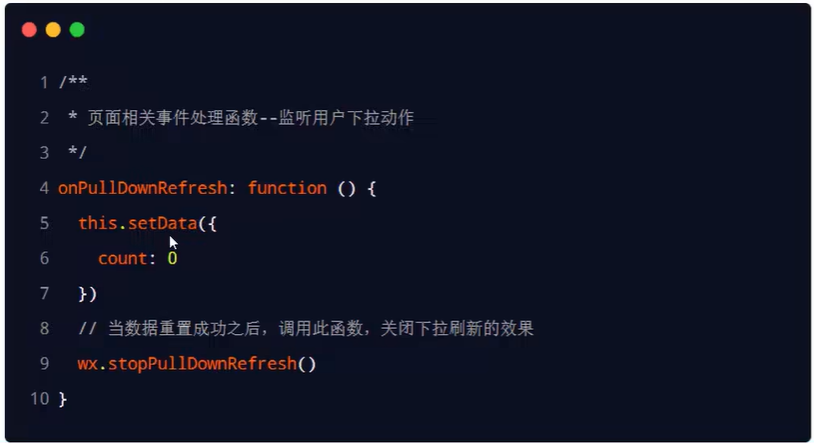 1 /**
2  * 页面相关事件处理函数--监听用户下拉动作
3  */
4 onPullDownRefresh: function () {
5   this.setData({
6     count: 0
7   })
8   // 当数据重置成功之后，调用此函数，关闭下拉刷新的效果
9   wx.stopPullDownRefresh()
10 }